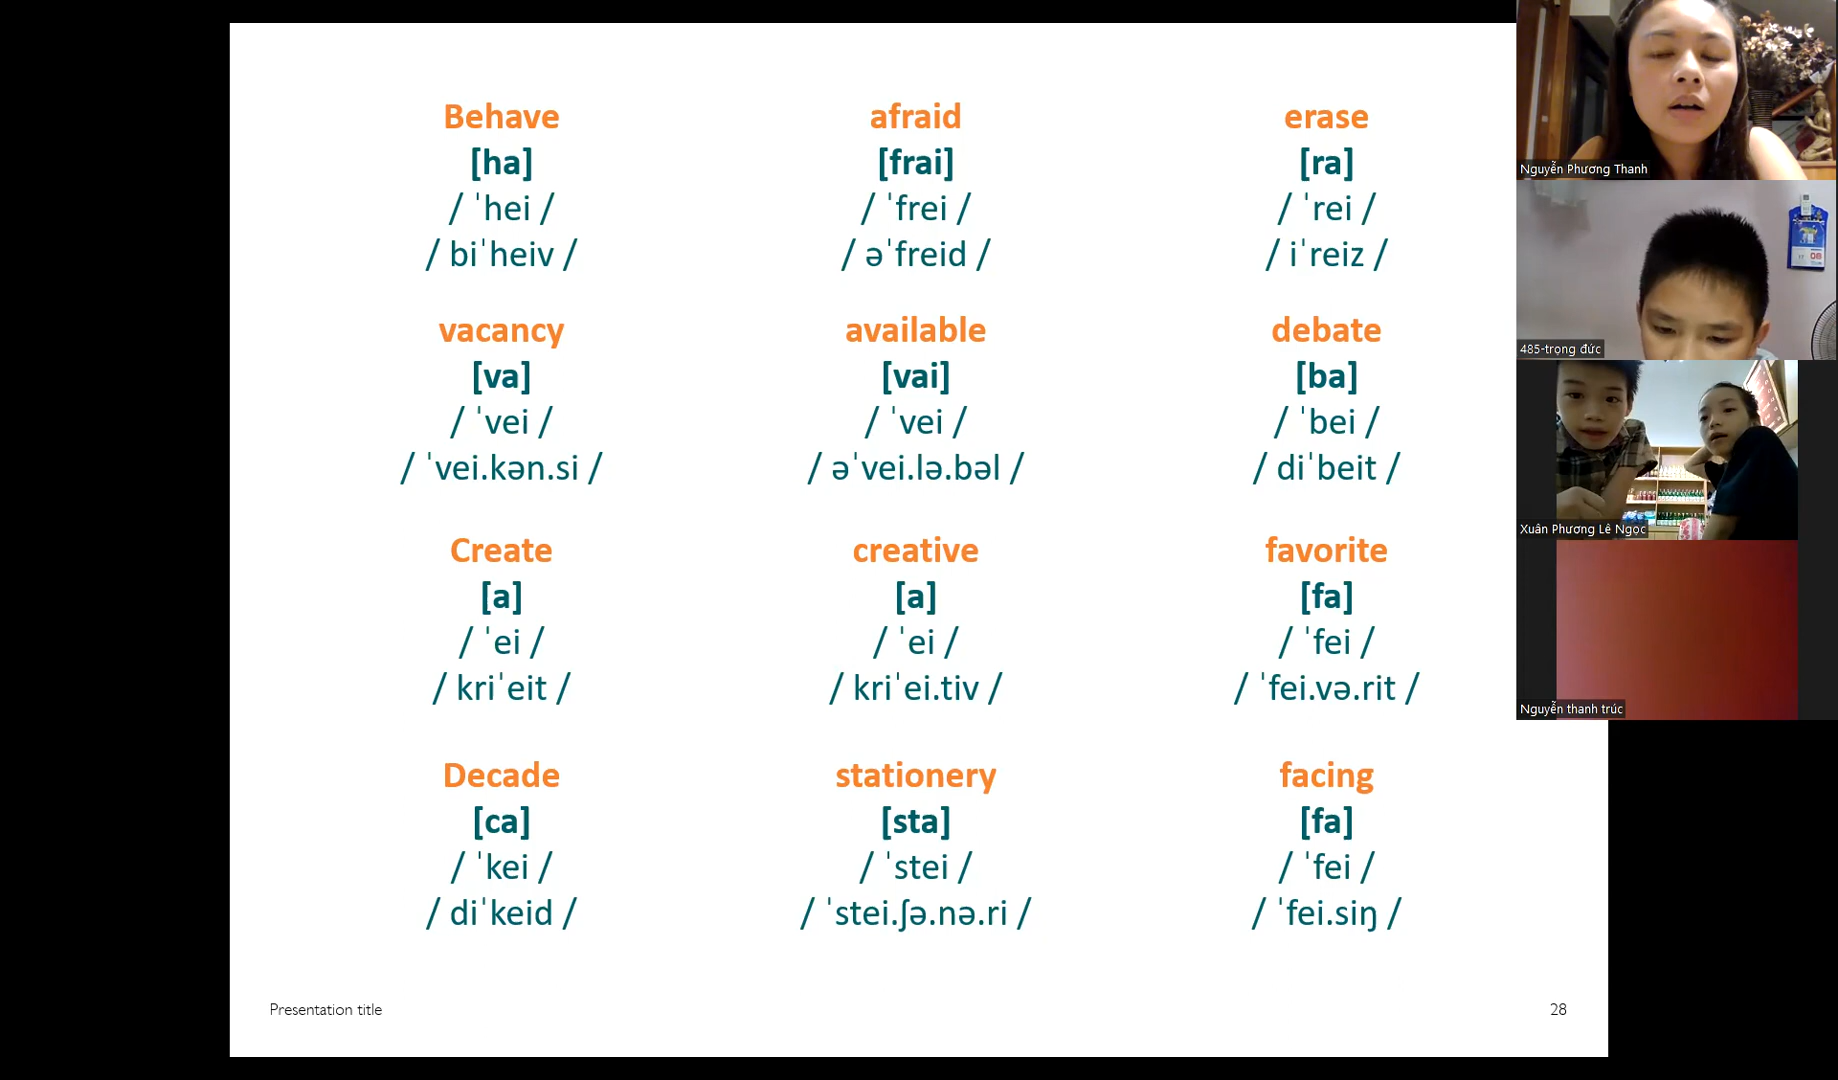 Behave
[ha]
/ ˈhei /
/ biˈheiv /
afraid
[frai]
/ ˈfrei /
/ əˈfreid /
erase
[ra]
/ ˈrei /
/ iˈreiz /
vacancy
[va]
/ ˈvei /
/ ˈvei.kən.si /
available
[vai]
/ ˈvei /
/ əˈvei.lə.bəl /
debate
[ba]
/ ˈbei /
/ diˈbeit /
Create
[a]
/ ˈei /
/ kriˈeit /
creative
[a]
/ ˈei /
/ kriˈei.tiv /
favorite
[fa]
/ ˈfei /
/ ˈfei.və.rit /
Decade
[ca]
/ ˈkei /
/ diˈkeid /
stationery
[sta]
/ ˈstei /
/ ˈstei.ʃə.nə.ri /
facing
[fa]
/ ˈfei /
/ ˈfei.siŋ /
Presentation title
28
Nguyễn Phương Thanh
485-trọng đức
Xuân Phương Lê Ngọc
Nguyễn thanh trúc